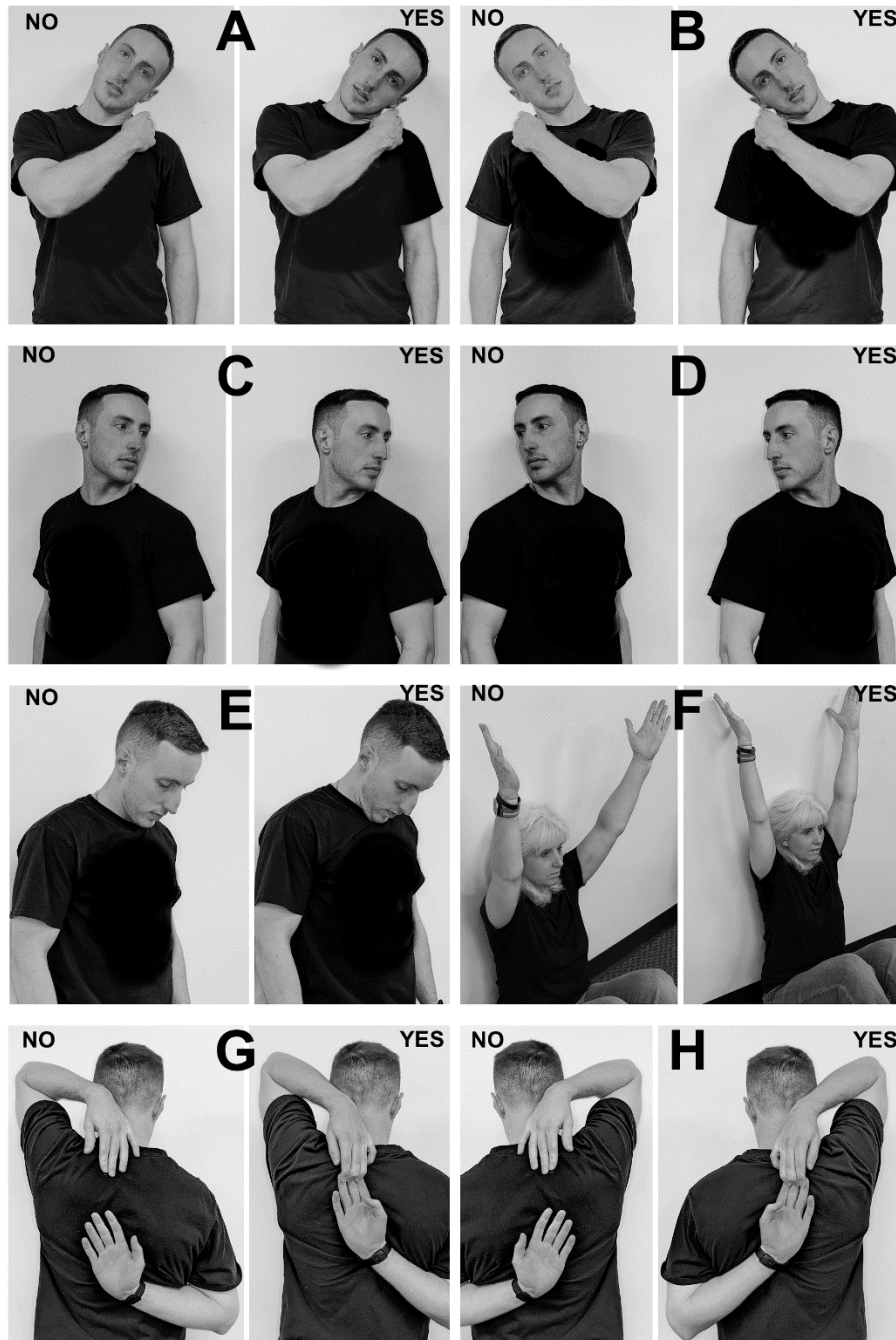 NO A YES NO B YES
NO C YES NO D YES
NO E YES NO F YES
NO G YES NO H YES